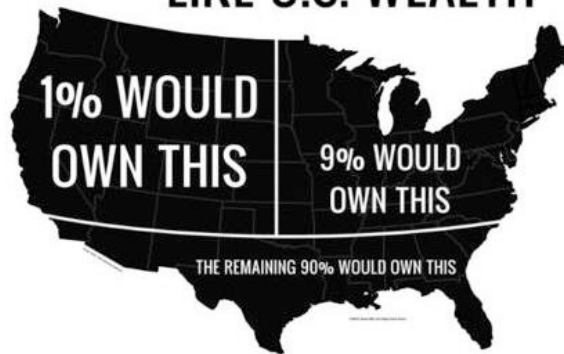 LIKE U.S. WEALTH
1% WOULD
OWN THIS
9% WOULD
OWN THIS
THE REMAINING 90% WOULD OWN THIS